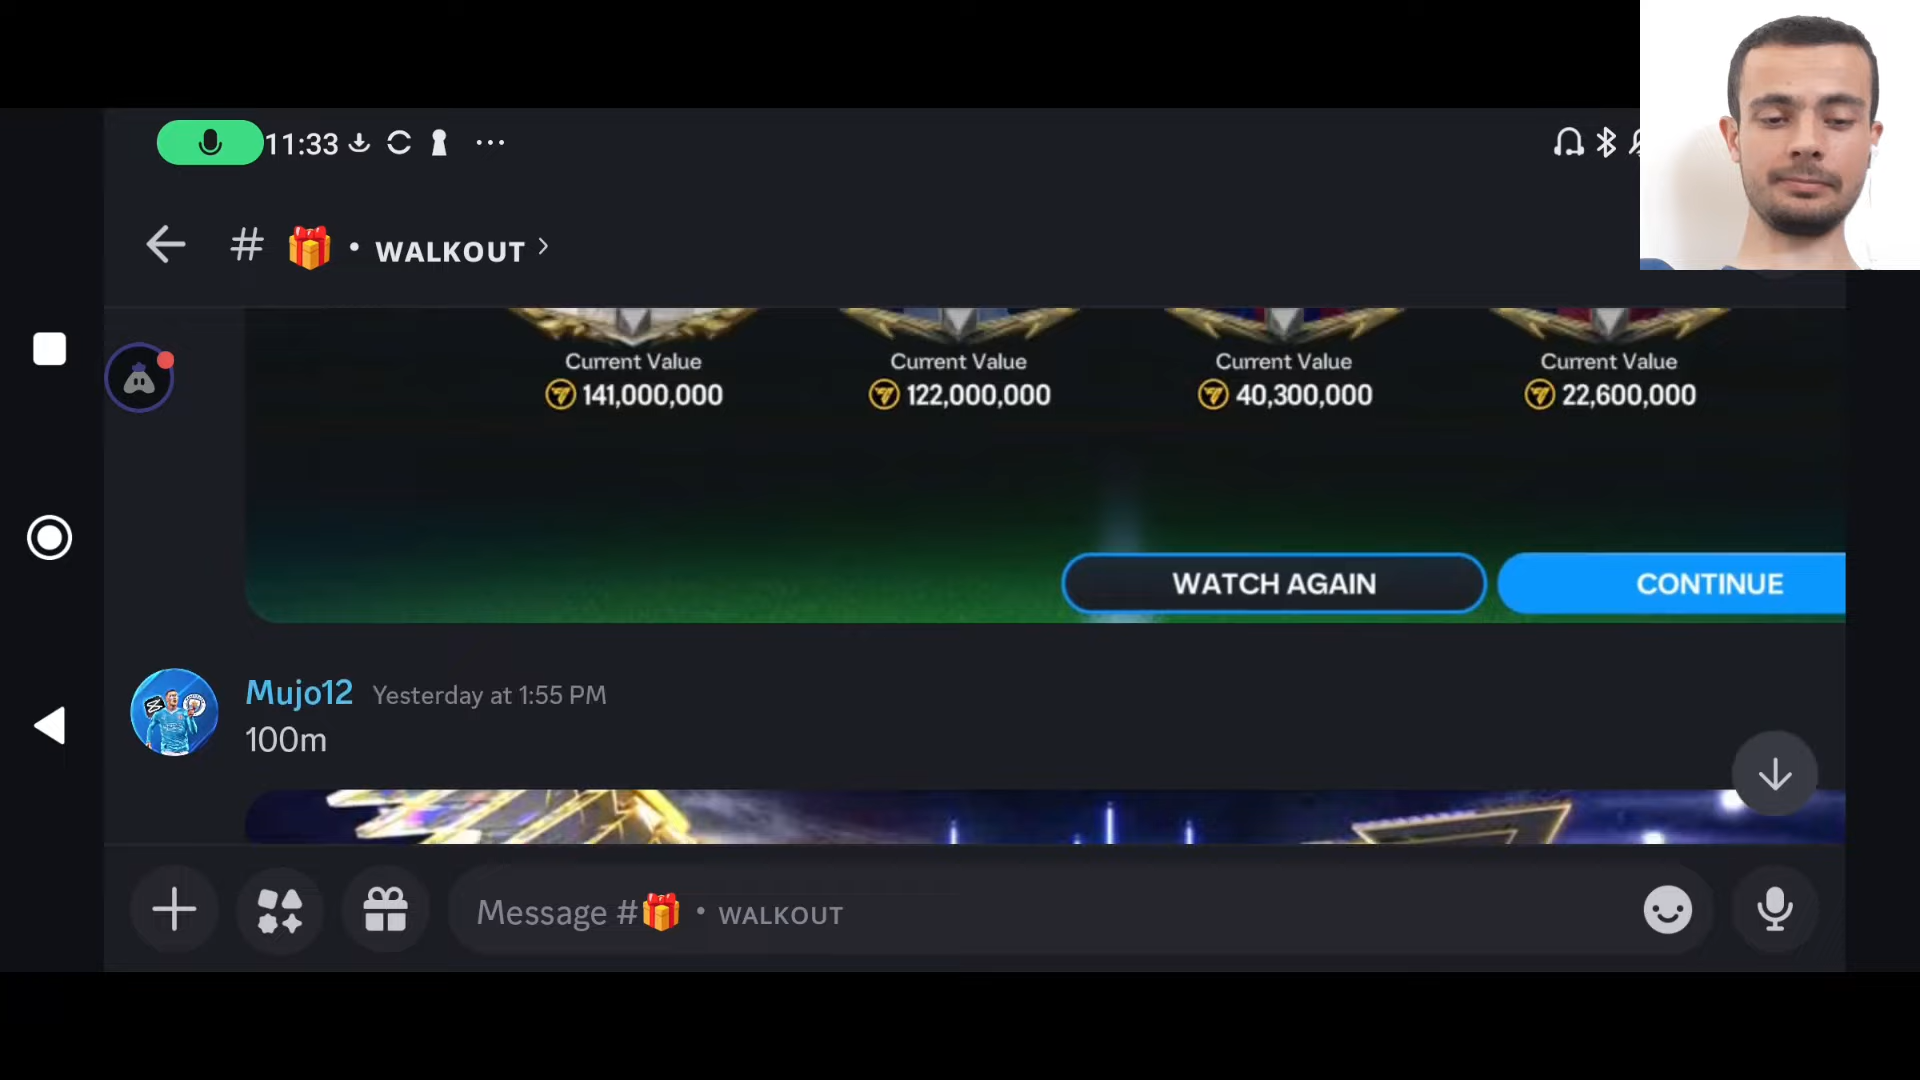 11:33
# 🎁 • WALKOUT
Current Value Current Value Current Value Current Value
141,000,000 122,000,000 40,300,000 22,600,000
WATCH AGAIN CONTINUE
Mujo12 Yesterday at 1:55 PM
100m
Message #🎁 • WALKOUT